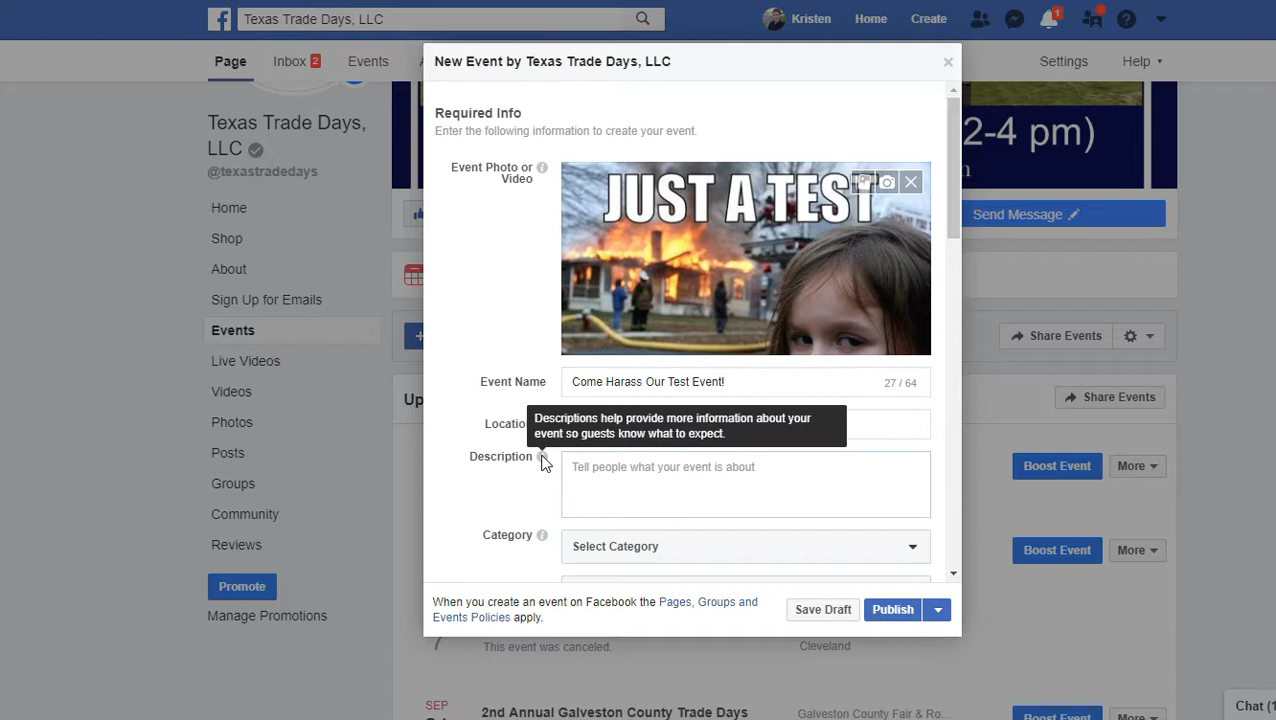 Texas Trade Days, LLC
Kristen
Home
Create
1
Page
Inbox 2
Events
Settings
Help
New Event by Texas Trade Days, LLC
Required Info
Enter the following information to create your event.
Event Photo or
Video
JUST A TEST
Event Name
Come Harass Our Test Event!
27 / 64
Location
Descriptions help provide more information about your
event so guests know what to expect.
Description
Tell people what your event is about
Category
Select Category
When you create an event on Facebook the Pages, Groups and
Events Policies apply.
Save Draft
Publish
Texas Trade Days,
LLC
@texastradedays
Home
Shop
About
Sign Up for Emails
Events
Live Videos
Videos
Photos
Posts
Groups
Community
Reviews
Promote
Manage Promotions
2-4 pm)
Send Message
Share Events
Share Events
Boost Event
More
Boost Event
More
7
This event was canceled.
Cleveland
SEP
2nd Annual Galveston County Trade Days
Galveston County Fair & Ro...
Boost Event
More
Chat (1